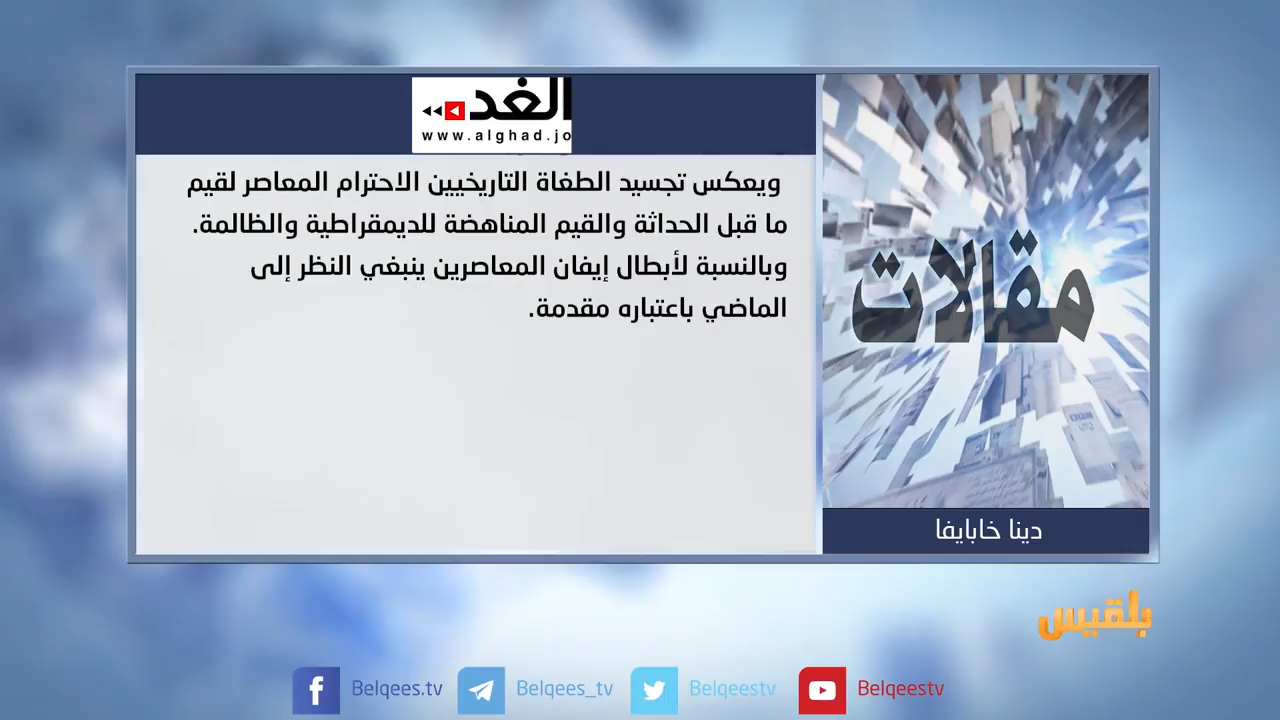 الغد
www.alghad.jo
ويعكس تجسيد الطغاة التاريخيين الاحترام المعاصر لقيم
ما قبل الحداثة والقيم المناهضة للديمقراطية والظالمة.
وبالنسبة لأبطال إيفان المعاصرين ينبغي النظر إلى
الماضي باعتباره مقدمة.
مقالات
دينا خابايفا
بلقيس
Belqees.tv
Belqees_tv
Belqeestv
Belqeestv